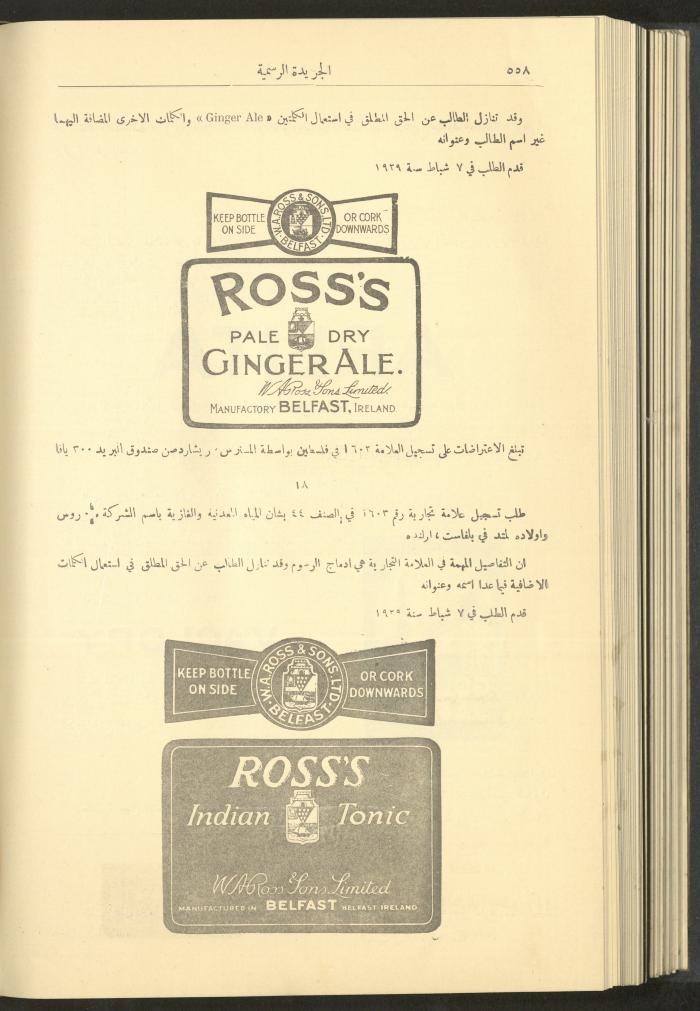 ٥٥٨
الجريدة الرسمية
وقد تنازل الطالب عن الحق المطلق في استعمال الكلمتين «Ginger Ale» والكلمات الاخرى المضافة اليهما
غير اسم الطالب وعنوانه
قدم الطلب في ٧ شباط سنة ١٩٢٩
KEEP BOTTLE ON SIDE
W.A. ROSS & SONS. LTD. BELFAST
OR CORK DOWNWARDS
ROSS'S
PALE DRY
GINGER ALE.
W A Ross & Sons Limited
MANUFACTORY BELFAST, IRELAND.
تبلغ الاعتراضات على تسجيل العلامة ١٦٠٢ في فلسطين بواسطة المسترس ريشاردصن صندوق البريد ٣٠٠ يافا
١٨
طلب تسجيل علامة تجارية رقم ١٦٠٣ في الصنف ٤٤ بشان المياه المعدنية والغازية باسم الشركة روس
واولاده لمتد في بلفاست ،
ان التفاصيل المهمة في العلامة التجارية هي ادماج الرسوم وقد تنازل الطالب عن الحق المطلق في استعمال الكلمات
الاضافية فيما عدا اسمه وعنوانه
قدم الطلب في ٧ شباط سنة
KEEP BOTTLE ON SIDE
W.A. ROSS & SONS. LTD. BELFAST
OR CORK DOWNWARDS
ROSS'S
Indian Tonic
W A Ross & Sons Limited
MANUFACTURED IN BELFAST BELFAST IRELAND